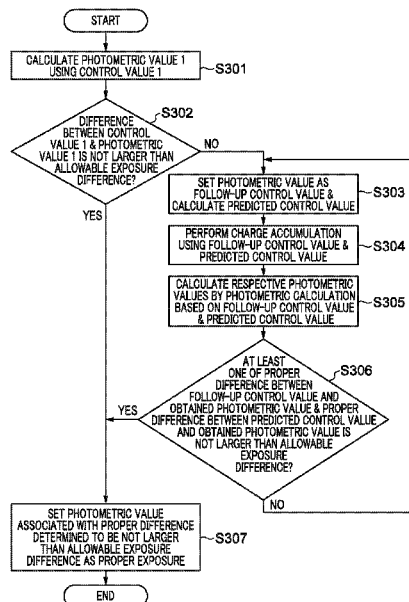 START
CALCULATE PHOTOMETRIC VALUE 1
USING CONTROL VALUE 1
S301
S302
DIFFERENCE
BETWEEN CONTROL
VALUE 1 & PHOTOMETRIC
VALUE 1 IS NOT LARGER THAN
ALLOWABLE EXPOSURE
DIFFERENCE?
NO
YES
SET PHOTOMETRIC VALUE AS
FOLLOW-UP CONTROL VALUE &
CALCULATE PREDICTED CONTROL VALUE
S303
PERFORM CHARGE ACCUMULATION
USING FOLLOW-UP CONTROL VALUE &
PREDICTED CONTROL VALUE
S304
CALCULATE RESPECTIVE PHOTOMETRIC
VALUES BY PHOTOMETRIC CALCULATION
BASED ON FOLLOW-UP CONTROL VALUE
& PREDICTED CONTROL VALUE
S305
S306
AT LEAST
ONE OF PROPER
DIFFERENCE BETWEEN
FOLLOW-UP CONTROL VALUE AND
OBTAINED PHOTOMETRIC VALUE & PROPER
DIFFERENCE BETWEEN PREDICTED CONTROL VALUE
AND OBTAINED PHOTOMETRIC VALUE IS
NOT LARGER THAN ALLOWABLE
EXPOSURE
DIFFERENCE?
YES
NO
SET PHOTOMETRIC VALUE
ASSOCIATED WITH PROPER DIFFERENCE
DETERMINED TO BE NOT LARGER
THAN ALLOWABLE EXPOSURE
DIFFERENCE AS PROPER EXPOSURE
S307
END